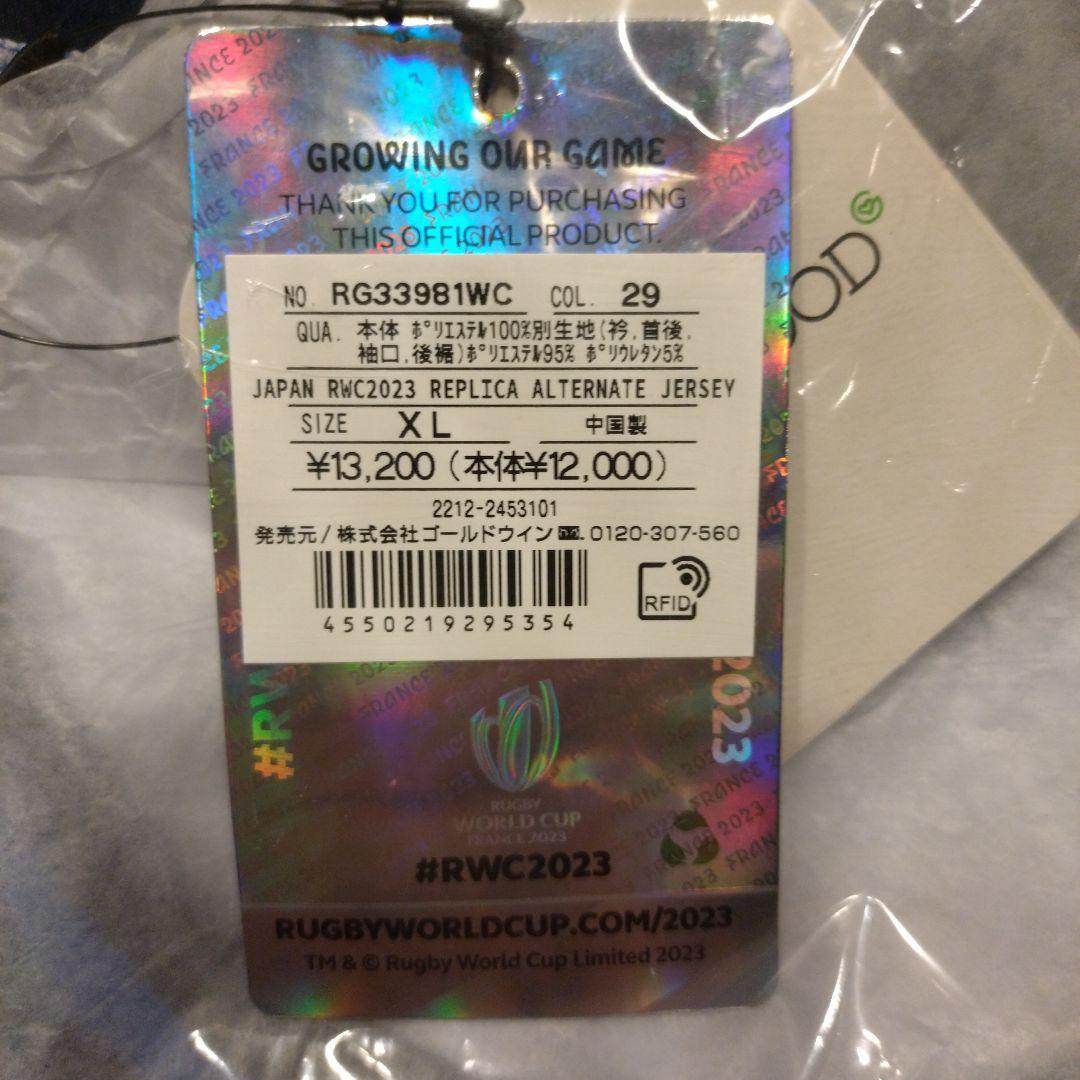 GROWING OUR GAME
THANK YOU FOR PURCHASING
THIS OFFICIAL PRODUCT.
NO. RG33981WC COL. 29
QUA. 本体 ポリエステル100%別生地(衿,首後,
袖口,後裾)ポリエステル95% ポリウレタン5%
JAPAN RWC2023 REPLICA ALTERNATE JERSEY
SIZE XL 中国製
¥13,200(本体¥12,000)
2212-2453101
発売元/株式会社ゴールドウイン 0120-307-560
RFID
4550219295354
#RW
2023
RUGBY
WORLD CUP
FRANCE 2023
#RWC2023
RUGBYWORLDCUP.COM/2023
TM & © Rugby World Cup Limited 2023
OOD